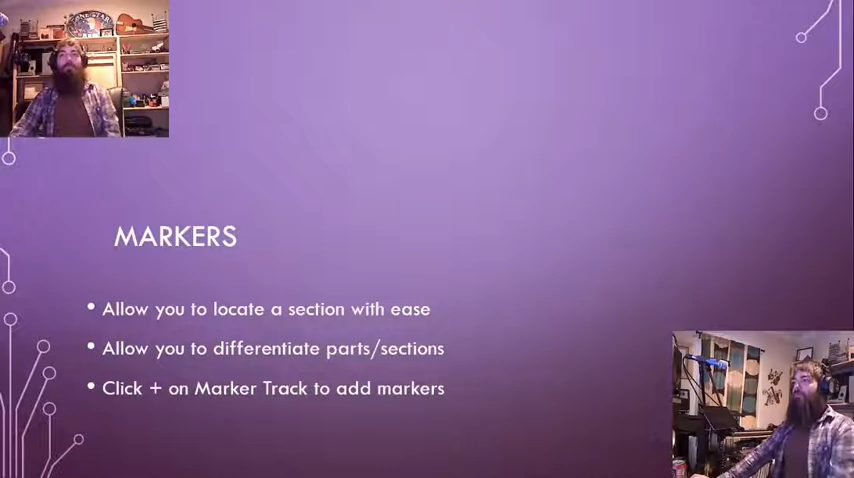 MARKERS
• Allow you to locate a section with ease
• Allow you to differentiate parts/sections
• Click + on Marker Track to add markers